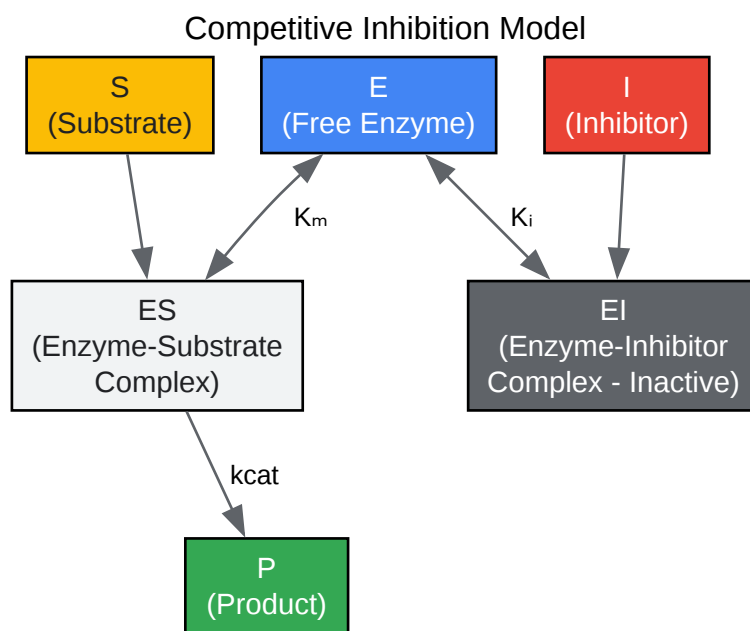 Competitive Inhibition Model
S
(Substrate)
E
(Free Enzyme)
I
(Inhibitor)
Kₘ
Kᵢ
ES
(Enzyme-Substrate
Complex)
EI
(Enzyme-Inhibitor
Complex - Inactive)
kcat
P
(Product)